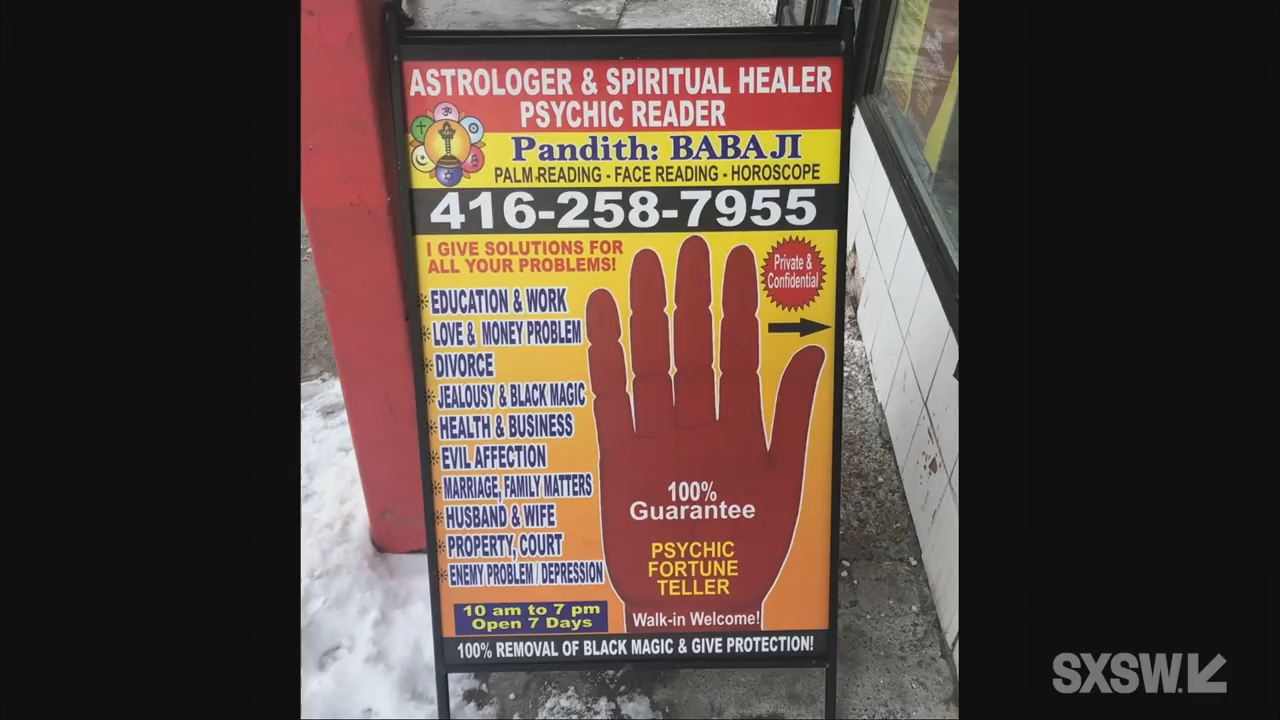 ASTROLOGER & SPIRITUAL HEALER
PSYCHIC READER
Pandith: BABA JI
PALM READING - FACE READING - HOROSCOPE
416-258-7955
I GIVE SOLUTIONS FOR
ALL YOUR PROBLEMS!
Private &
Confidential
* EDUCATION & WORK
* LOVE & MONEY PROBLEM
* DIVORCE
* JEALOUSY & BLACK MAGIC
* HEALTH & BUSINESS
* EVIL AFFECTION
* MARRIAGE, FAMILY MATTERS
* HUSBAND & WIFE
* PROPERTY, COURT
* ENEMY PROBLEM / DEPRESSION
100%
Guarantee
PSYCHIC
FORTUNE
TELLER
10 am to 7 pm
Open 7 Days
Walk-in Welcome!
100% REMOVAL OF BLACK MAGIC & GIVE PROTECTION!
SXSW.